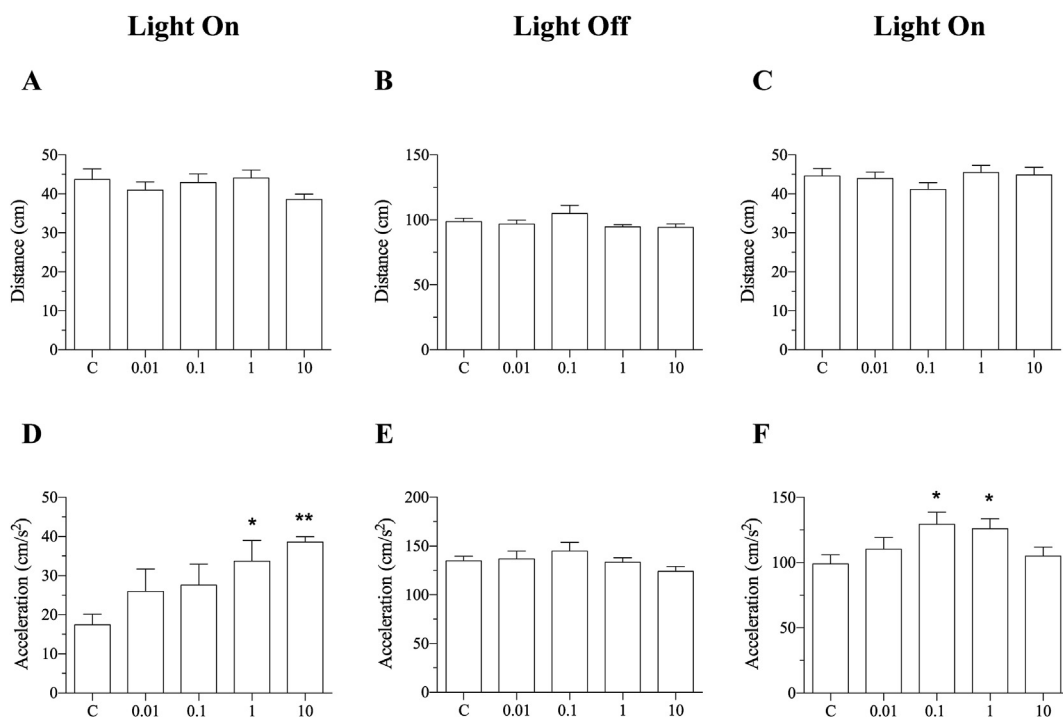 Light On
Light Off
Light On
A
B
C
Distance (cm)
50
40
30
20
10
0
C 0.01 0.1 1 10
Distance (cm)
150
100
50
0
C 0.01 0.1 1 10
Distance (cm)
50
40
30
20
10
0
C 0.01 0.1 1 10
D
E
F
Acceleration (cm/s²)
50
40
30
20
10
0
* **
C 0.01 0.1 1 10
Acceleration (cm/s²)
200
150
100
50
0
C 0.01 0.1 1 10
Acceleration (cm/s²)
150
100
50
0
* *
C 0.01 0.1 1 10